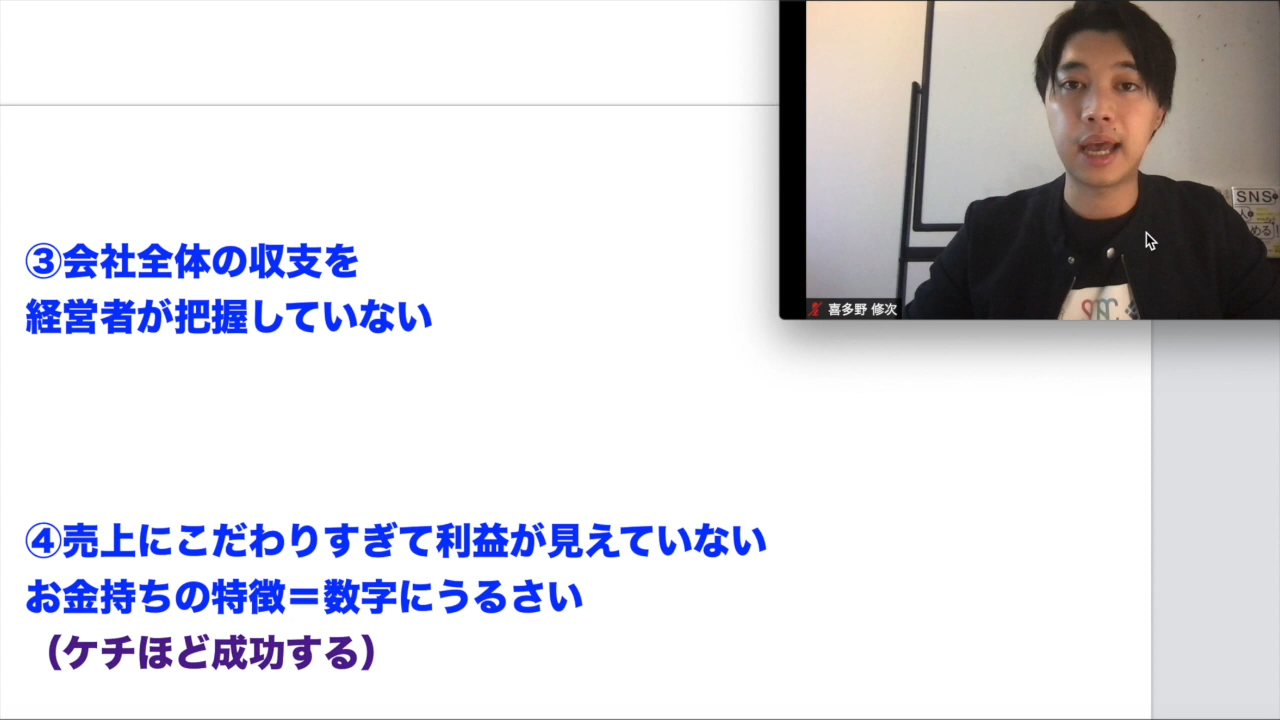 ③会社全体の収支を
経営者が把握していない
④売上にこだわりすぎて利益が見えていない
お金持ちの特徴＝数字にうるさい
（ケチほど成功する）
喜多野 修次
SNS
める